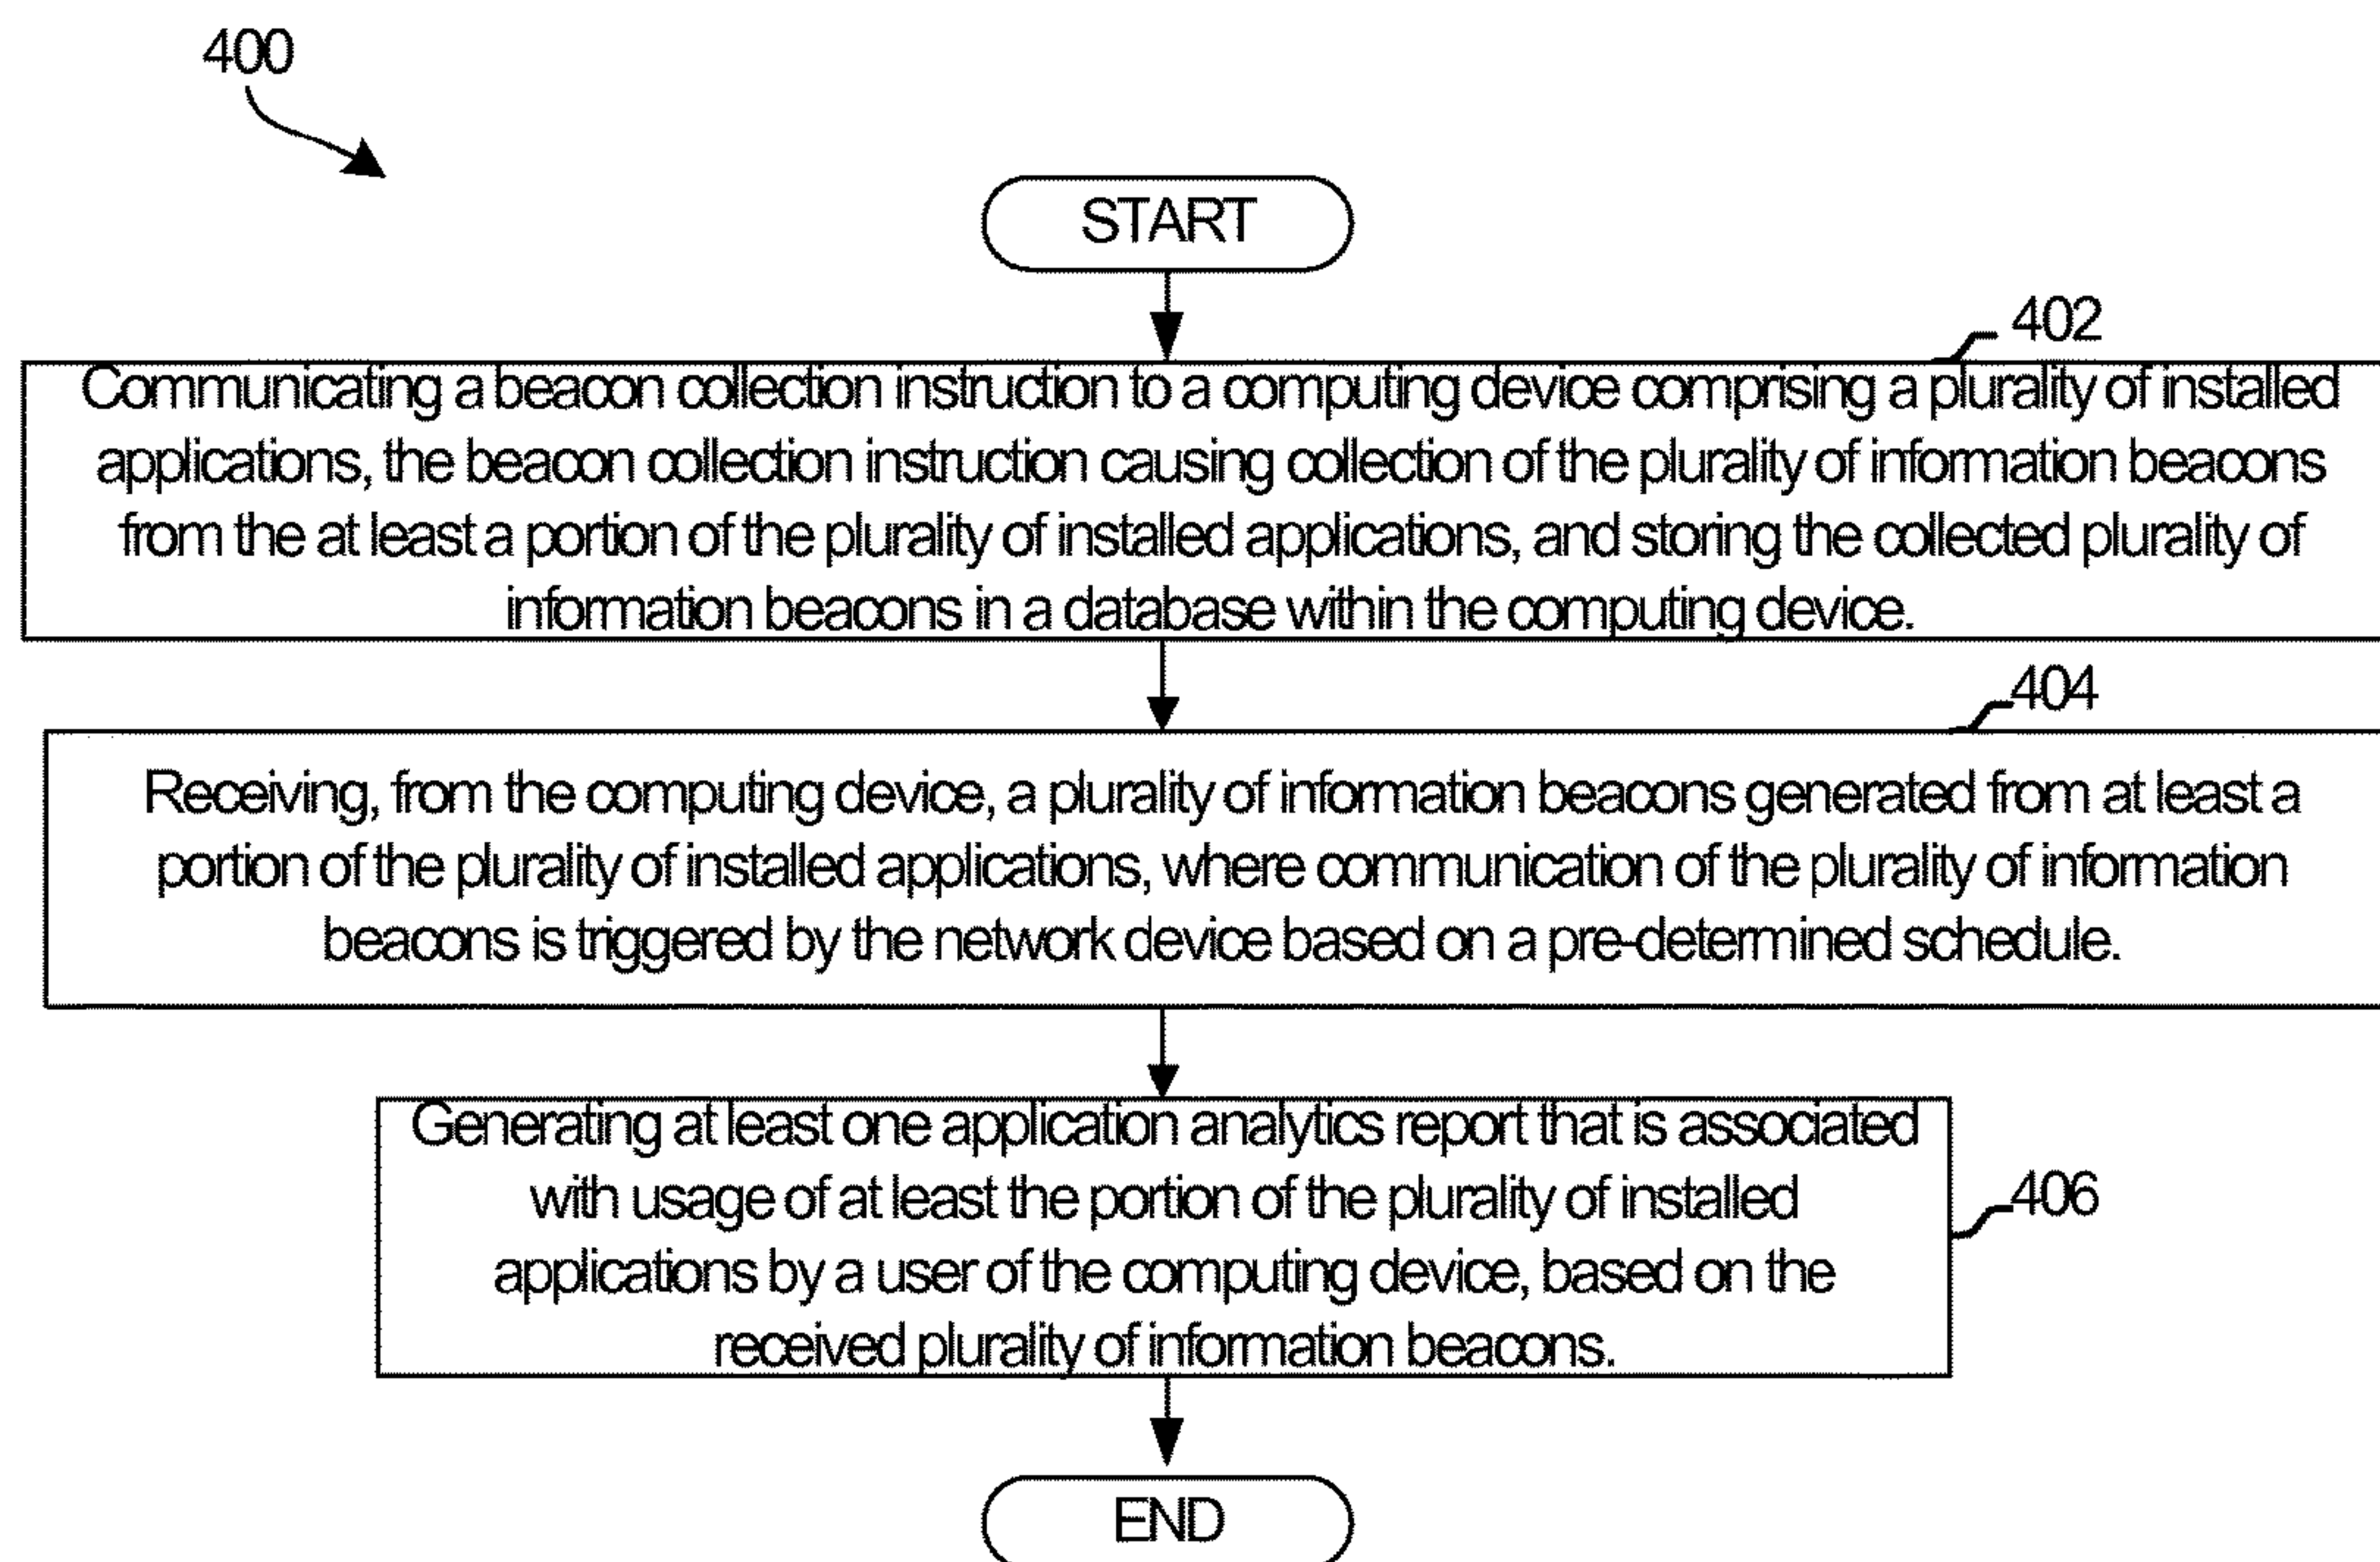 400
START
402
Communicating a beacon collection instruction to a computing device comprising a plurality of installed
applications, the beacon collection instruction causing collection of the plurality of information beacons
from the at least a portion of the plurality of installed applications, and storing the collected plurality of
information beacons in a database within the computing device.
404
Receiving, from the computing device, a plurality of information beacons generated from at least a
portion of the plurality of installed applications, where communication of the plurality of information
beacons is triggered by the network device based on a pre-determined schedule.
Generating at least one application analytics report that is associated
with usage of at least the portion of the plurality of installed
applications by a user of the computing device, based on the
received plurality of information beacons.
406
END